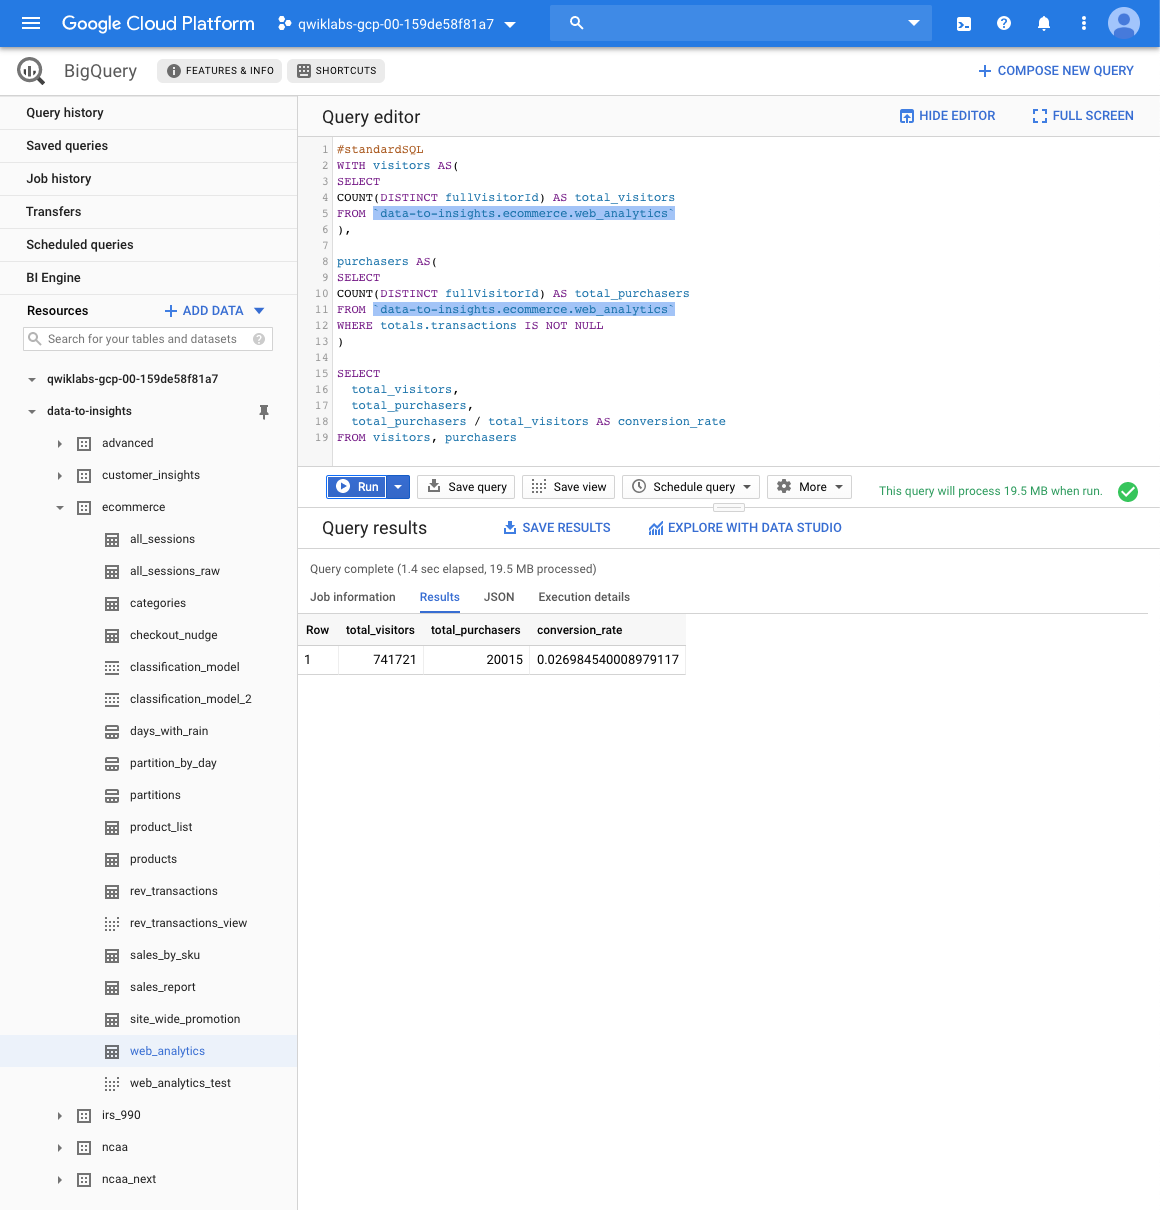 Google Cloud Platform
qwiklabs-gcp-00-159de58f81a7
BigQuery
FEATURES & INFO
SHORTCUTS
COMPOSE NEW QUERY
Query history
Saved queries
Job history
Transfers
Scheduled queries
BI Engine
Resources
ADD DATA
Search for your tables and datasets
qwiklabs-gcp-00-159de58f81a7
data-to-insights
advanced
customer_insights
ecommerce
all_sessions
all_sessions_raw
categories
checkout_nudge
classification_model
classification_model_2
days_with_rain
partition_by_day
partitions
product_list
products
rev_transactions
rev_transactions_view
sales_by_sku
sales_report
site_wide_promotion
web_analytics
web_analytics_test
irs_990
ncaa
ncaa_next
Query editor
HIDE EDITOR
FULL SCREEN
1 #standardSQL
2 WITH visitors AS(
3 SELECT
4 COUNT(DISTINCT fullVisitorId) AS total_visitors
5 FROM `data-to-insights.ecommerce.web_analytics`
6 ),
7
8 purchasers AS(
9 SELECT
10 COUNT(DISTINCT fullVisitorId) AS total_purchasers
11 FROM `data-to-insights.ecommerce.web_analytics`
12 WHERE totals.transactions IS NOT NULL
13 )
14
15 SELECT
16   total_visitors,
17   total_purchasers,
18   total_purchasers / total_visitors AS conversion_rate
19 FROM visitors, purchasers
Run
Save query
Save view
Schedule query
More
This query will process 19.5 MB when run.
Query results
SAVE RESULTS
EXPLORE WITH DATA STUDIO
Query complete (1.4 sec elapsed, 19.5 MB processed)
Job information
Results
JSON
Execution details
Row total_visitors total_purchasers conversion_rate
1 741721 20015 0.026984540008979117